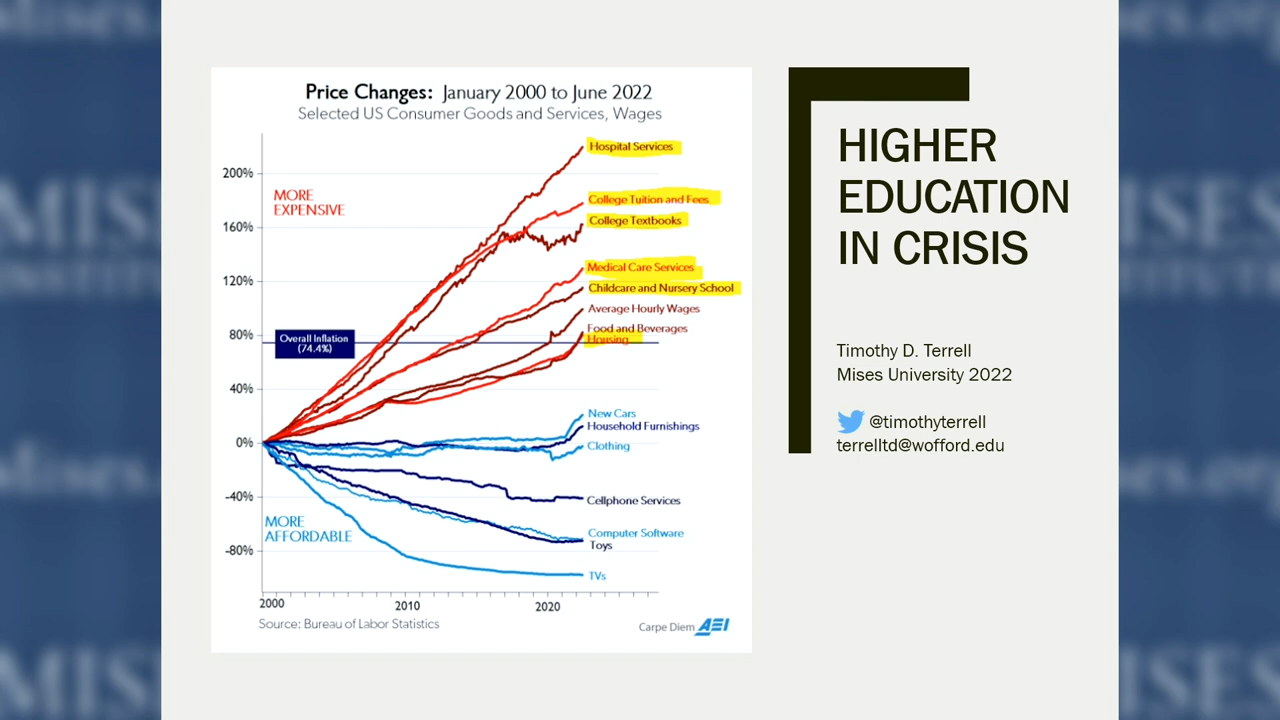 Price Changes: January 2000 to June 2022
Selected US Consumer Goods and Services, Wages
200%
160%
120%
80%
40%
0%
-40%
-80%
MORE
EXPENSIVE
Overall Inflation
(74.4%)
MORE
AFFORDABLE
Hospital Services
College Tuition and Fees
College Textbooks
Medical Care Services
Childcare and Nursery School
Average Hourly Wages
Food and Beverages
Housing
New Cars
Household Furnishings
Clothing
Cellphone Services
Computer Software
Toys
TVs
2000
2010
2020
Source: Bureau of Labor Statistics
Carpe Diem AEI
HIGHER
EDUCATION
IN CRISIS
Timothy D. Terrell
Mises University 2022
@timothyterrell
terrelltd@wofford.edu